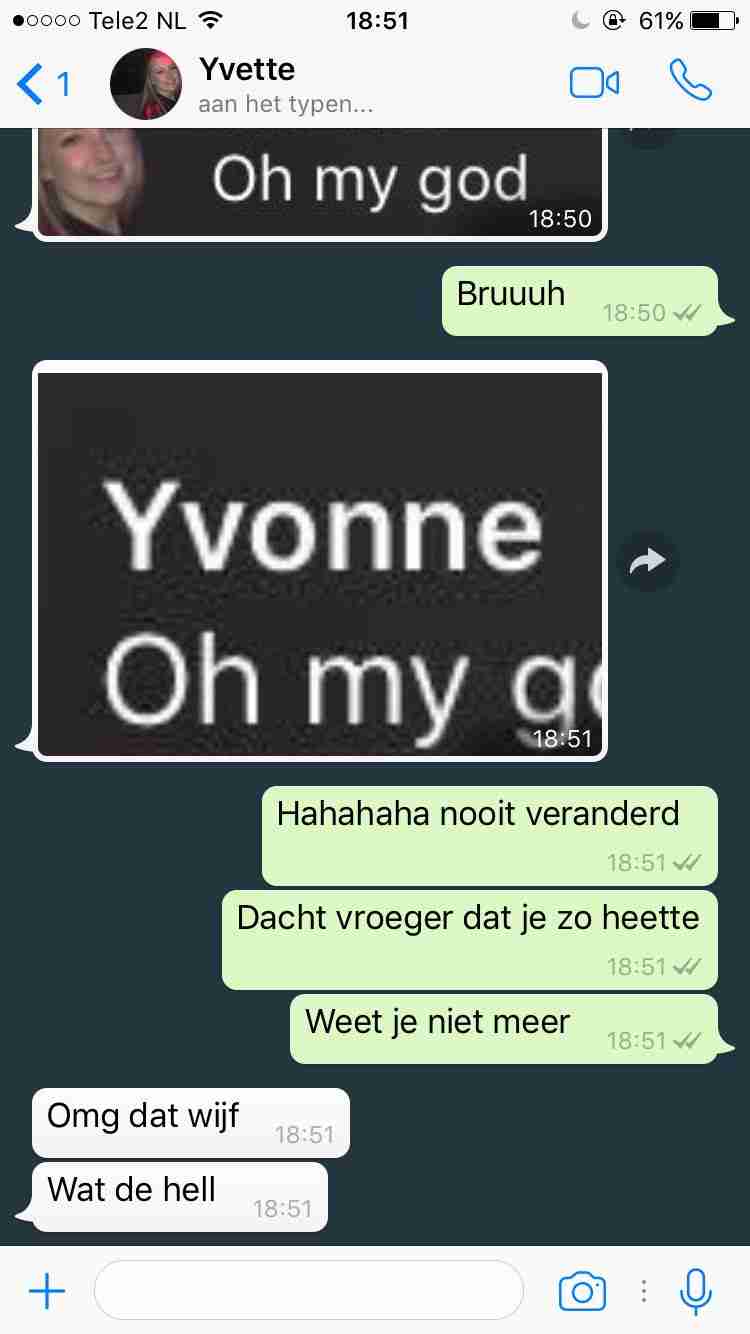 Tele2 NL 18:51 61%
1 Yvette
aan het typen...
Oh my god
18:50
Bruuuh 18:50
Yvonne
Oh my go
18:51
Hahahaha nooit veranderd
18:51
Dacht vroeger dat je zo heette
18:51
Weet je niet meer 18:51
Omg dat wijf 18:51
Wat de hell 18:51